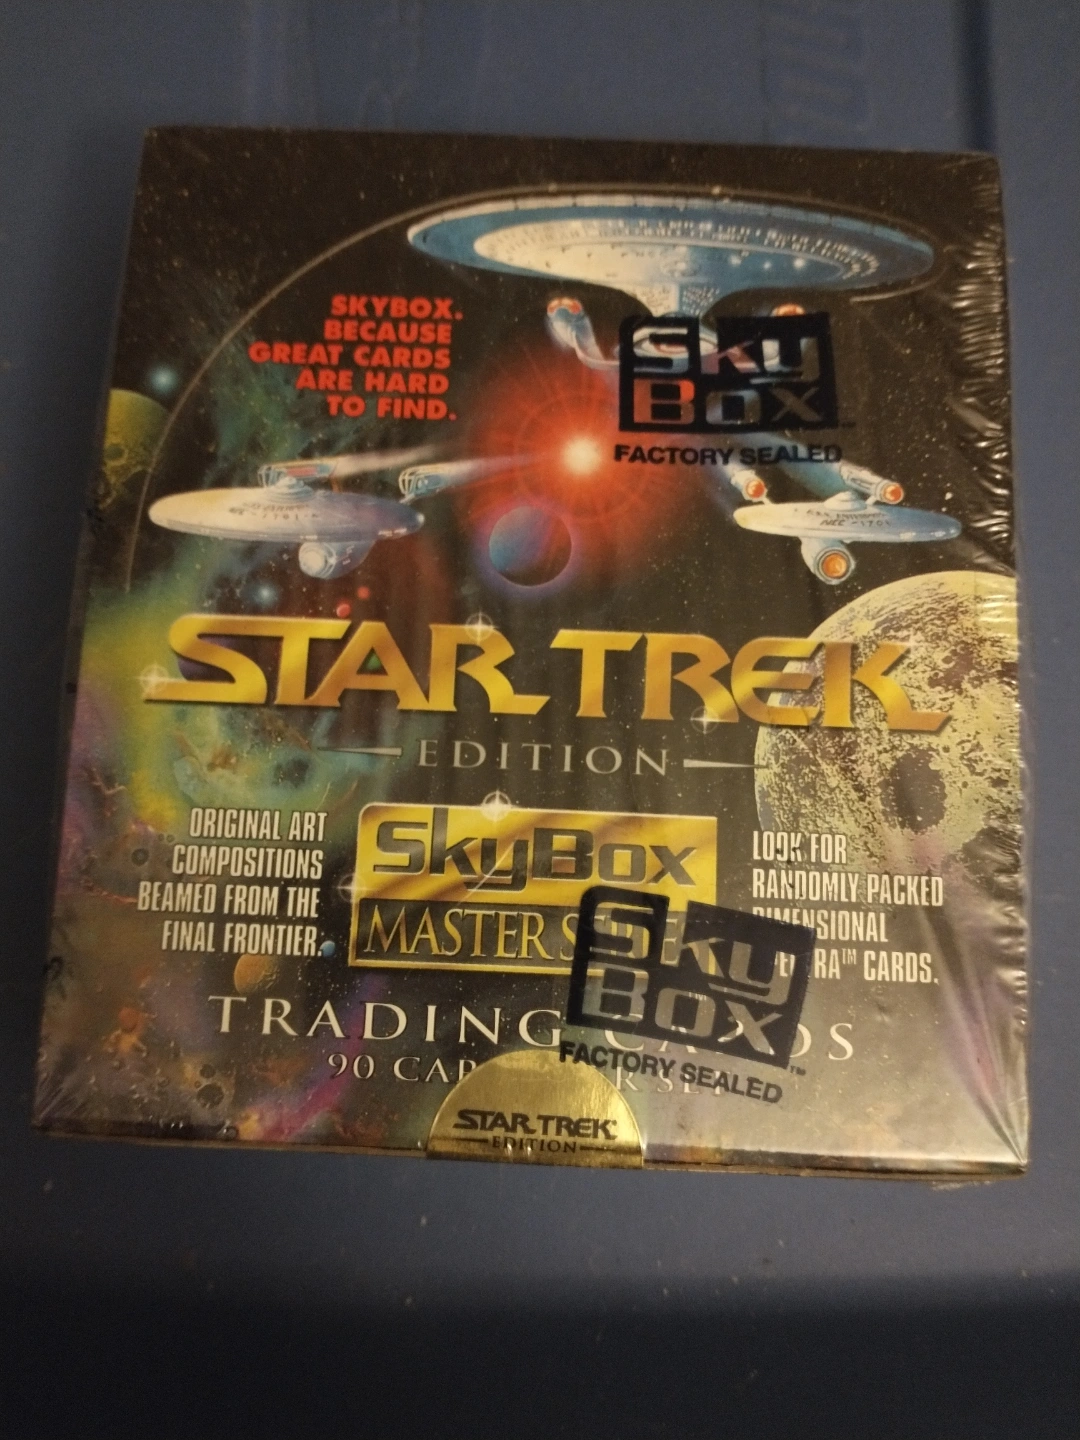 SKYBOX.
BECAUSE
GREAT CARDS
ARE HARD
TO FIND.
SKY
BOX
FACTORY SEALED
STAR TREK
EDITION
ORIGINAL ART
COMPOSITIONS
BEAMED FROM THE
FINAL FRONTIER.
SkyBox
MASTER
LOOK FOR
RANDOMLY PACKED
DIMENSIONAL
CARDS.
SKY
BOX™
FACTORY SEALED
TRADING CARDS
90
STAR TREK
EDITION